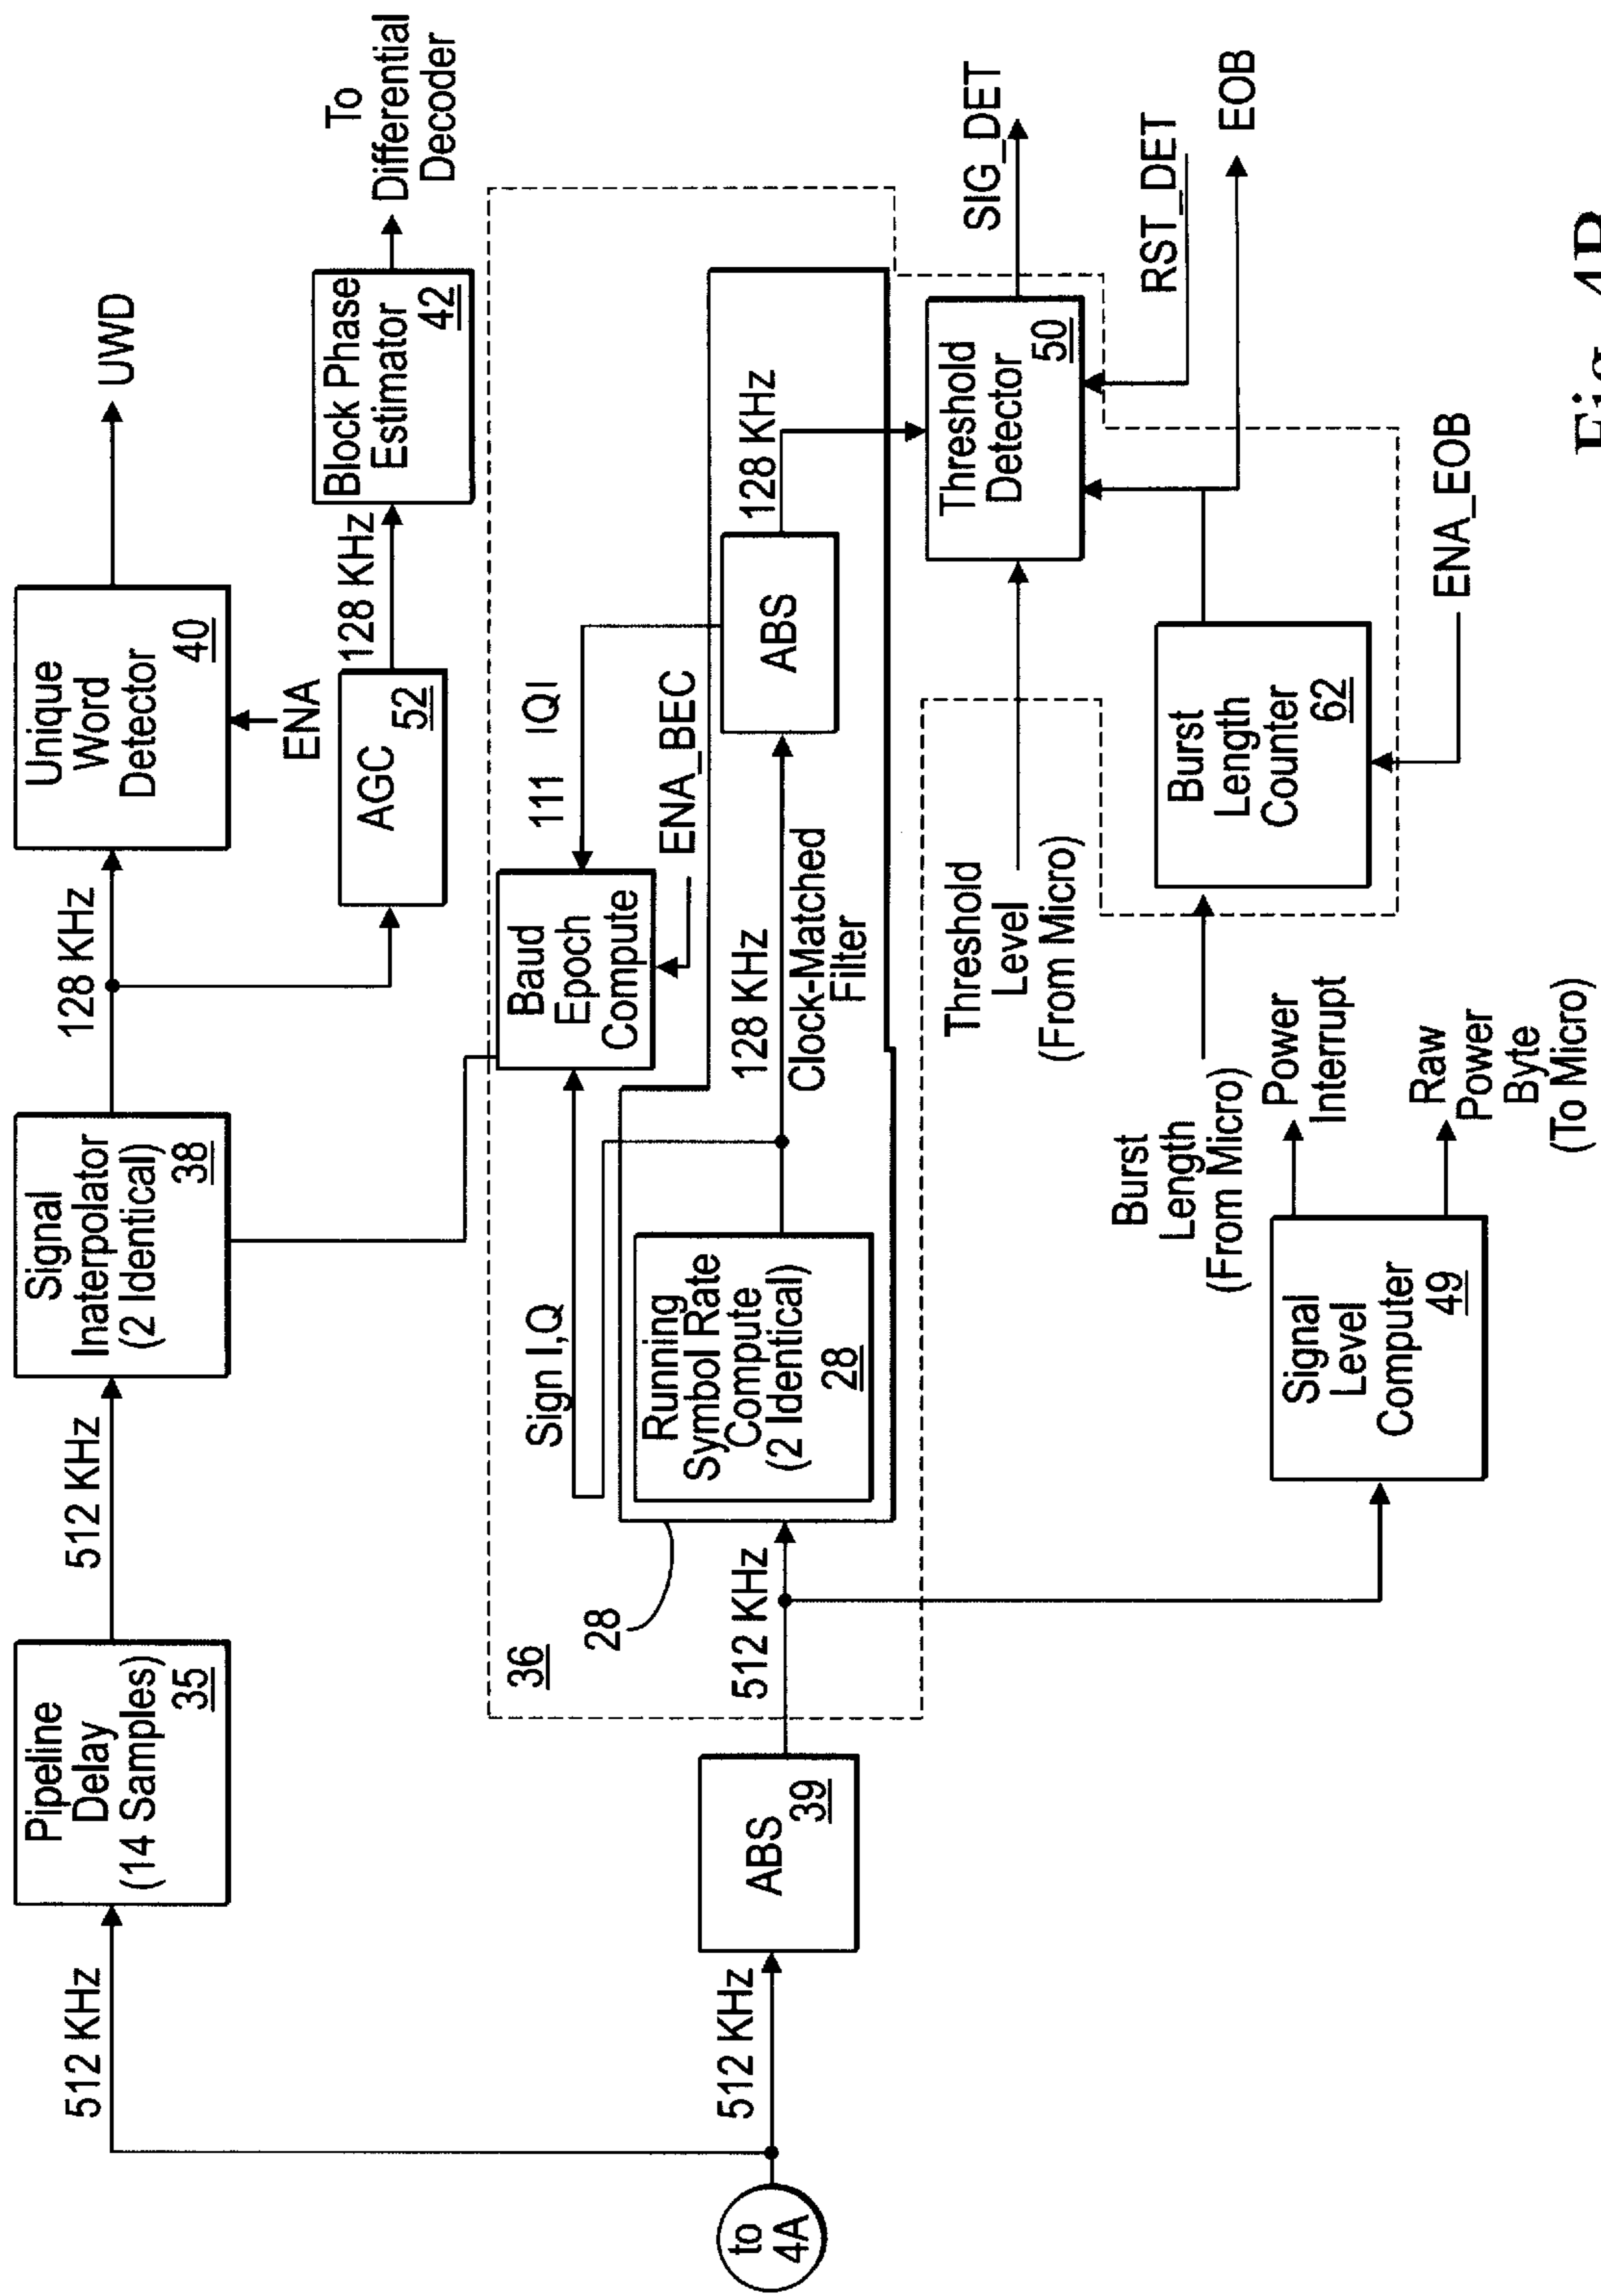 512 KHz
Pipeline
Delay
(14 Samples)
35
512 KHz
Signal
Inaterpolator
(2 Identical)
38
128 KHz
Unique
Word
Detector
40
UWD
ENA
AGC
52
128 KHz
Block Phase
Estimator
42
To
Differential
Decoder
36
Sign I,Q
Baud
Epoch
Compute
111 IQI
ENA_BEC
28
Running
Symbol Rate
Compute
(2 Identical)
28
128 KHz
Clock-Matched
Filter
ABS
128 KHz
to
4A
512 KHz
ABS
39
512 KHz
Threshold
Level
(From Micro)
Threshold
Detector
50
SIG_DET
RST_DET
EOB
Burst
Length
(From Micro)
Burst
Length
Counter
62
ENA_EOB
Signal
Level
Computer
49
Power
Interrupt
Raw
Power
Byte
(To Micro)